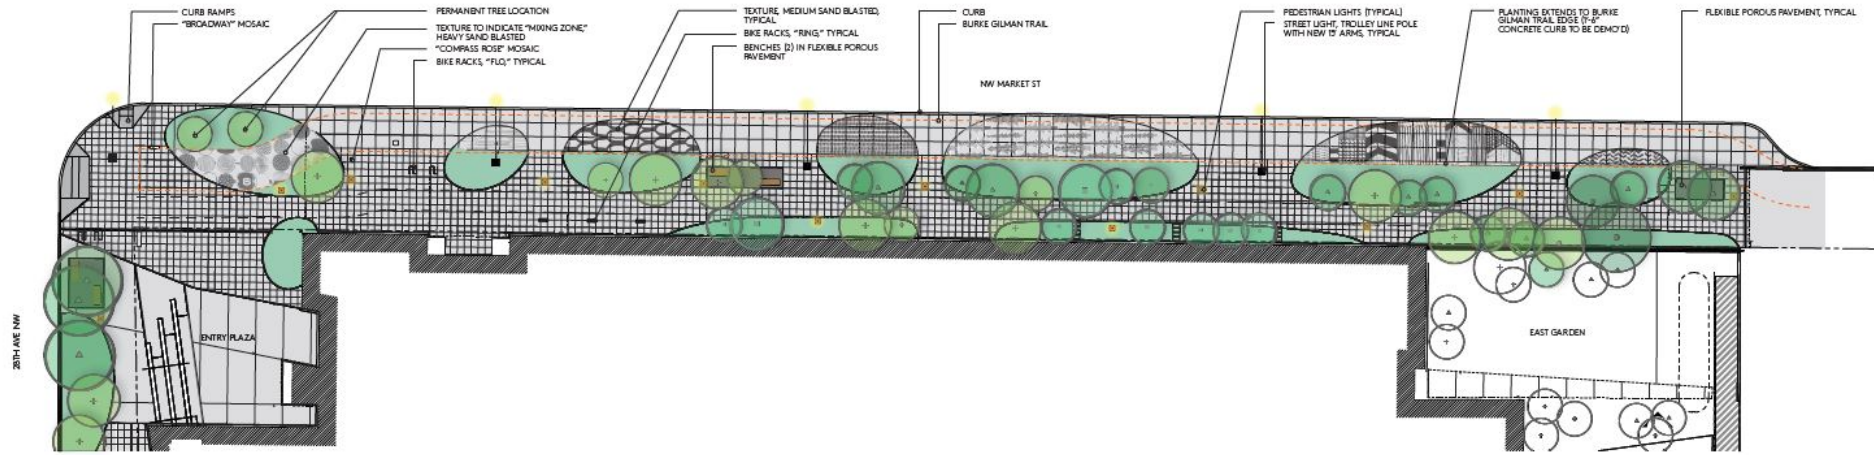 CURB RAMPS
"BROADWAY" MOSAIC
PERMANENT TREE LOCATION
TEXTURE TO INDICATE "MIXING ZONE,"
HEAVY SAND BLASTED
"COMPASS ROSE" MOSAIC
BIKE RACKS, "FLO," TYPICAL
TEXTURE, MEDIUM SAND BLASTED,
TYPICAL
BIKE RACKS, "RING," TYPICAL
BENCHES (2) IN FLEXIBLE POROUS
PAVEMENT
CURB
BURKE GILMAN TRAIL
NW MARKET ST
PEDESTRIAN LIGHTS (TYPICAL)
STREET LIGHT, TROLLEY LINE POLE
WITH NEW 15' ARMS, TYPICAL
PLANTING EXTENDS TO BURKE
GILMAN TRAIL EDGE (1'-6"
CONCRETE CURB TO BE DEMO'D)
FLEXIBLE POROUS PAVEMENT, TYPICAL
28TH AVE NW
ENTRY PLAZA
EAST GARDEN